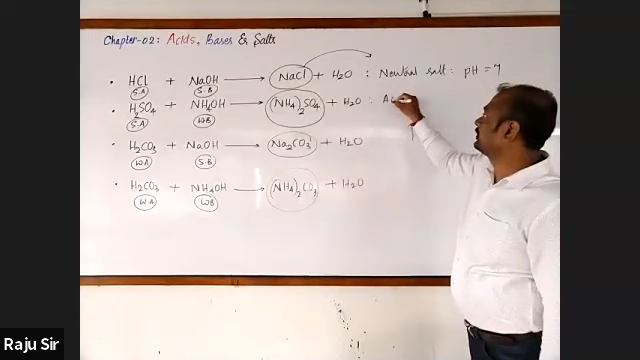 Chapter-02: Acids, Bases & Salts
• HCl + NaOH → NaCl + H2O : Neutral salt : pH = 7
S.A S.B
• H2SO4 + NH4OH → (NH4)2SO4 + H2O : A
S.A W.B
• H2CO3 + NaOH → Na2CO3 + H2O
W.A S.B
• H2CO3 + NH4OH → (NH4)2CO3 + H2O
W.A W.B
Raju Sir